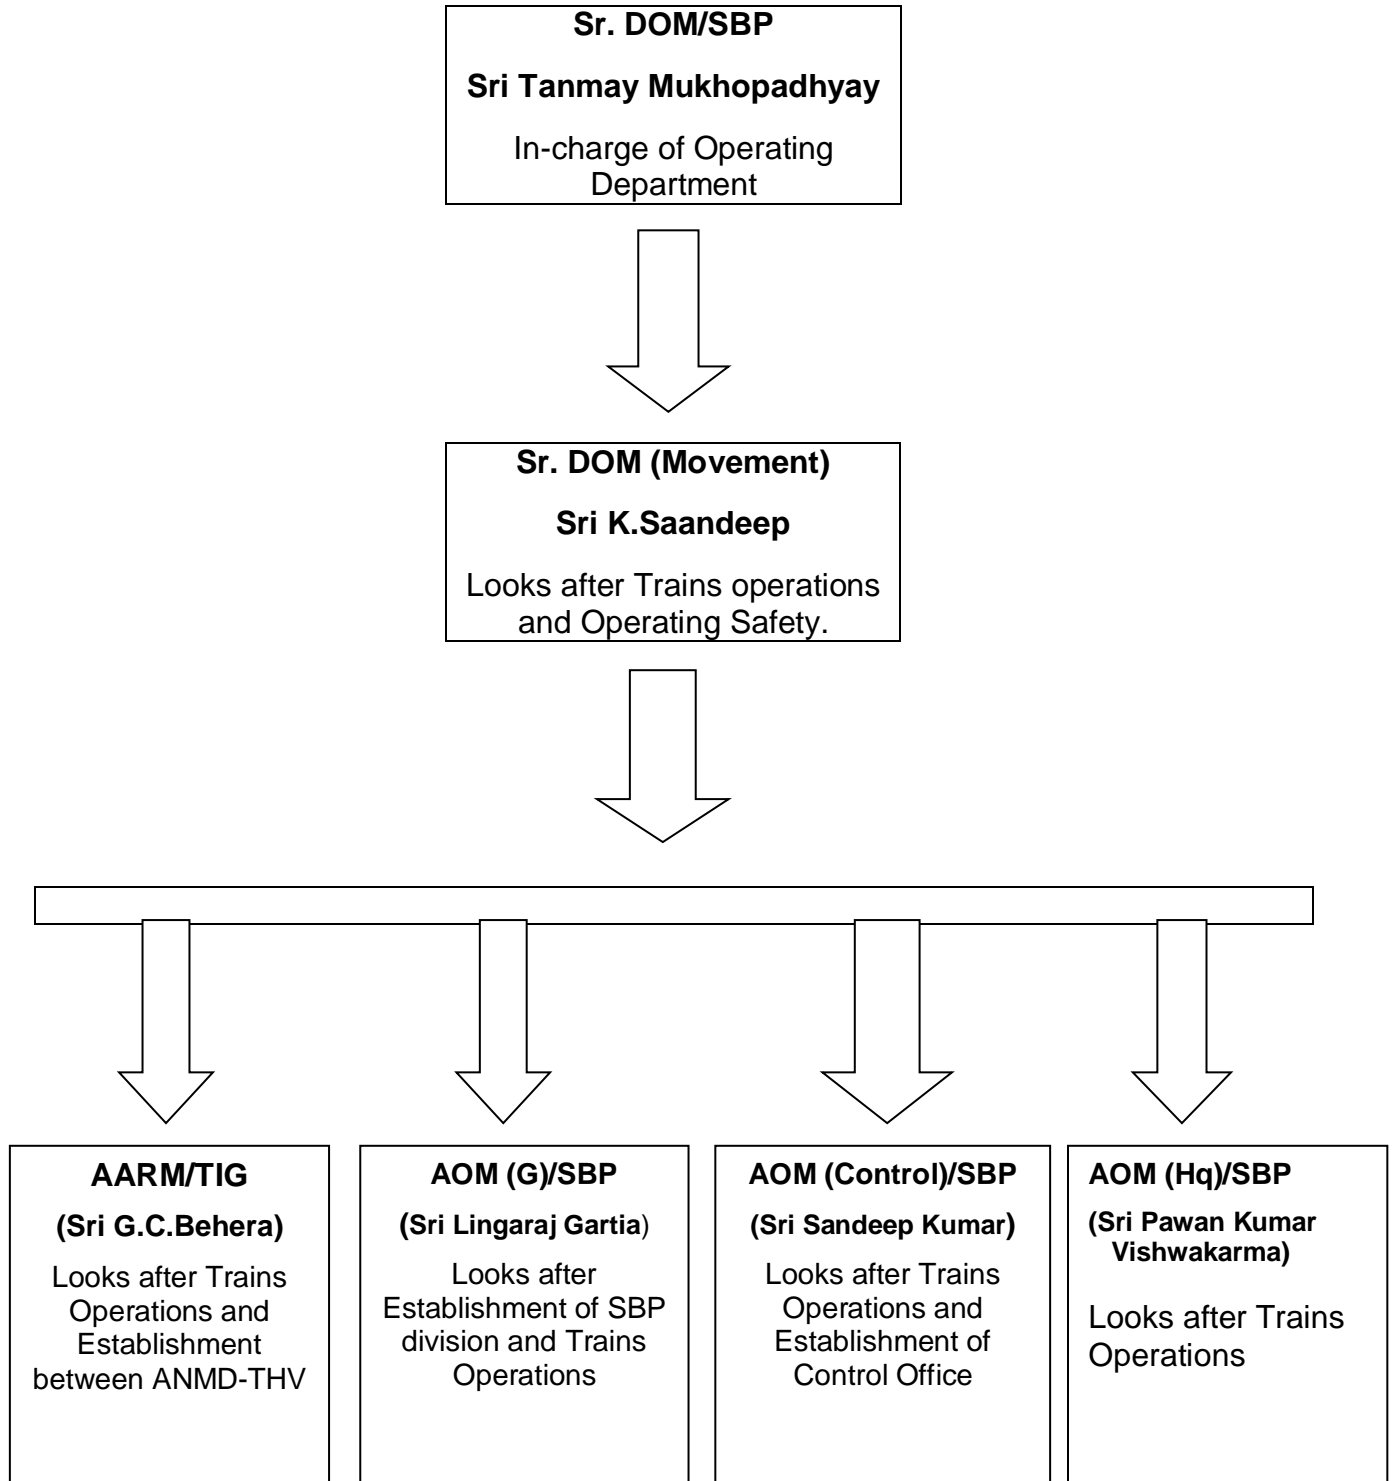 Sr. DOM/SBP
Sri Tanmay Mukhopadhyay
In-charge of Operating
Department
Sr. DOM (Movement)
Sri K.Saandeep
Looks after Trains operations
and Operating Safety.
AARM/TIG
(Sri G.C.Behera)
Looks after Trains
Operations and
Establishment
between ANMD-THV
AOM (G)/SBP
(Sri Lingaraj Gartia)
Looks after
Establishment of SBP
division and Trains
Operations
AOM (Control)/SBP
(Sri Sandeep Kumar)
Looks after Trains
Operations and
Establishment of
Control Office
AOM (Hq)/SBP
(Sri Pawan Kumar
Vishwakarma)
Looks after Trains
Operations